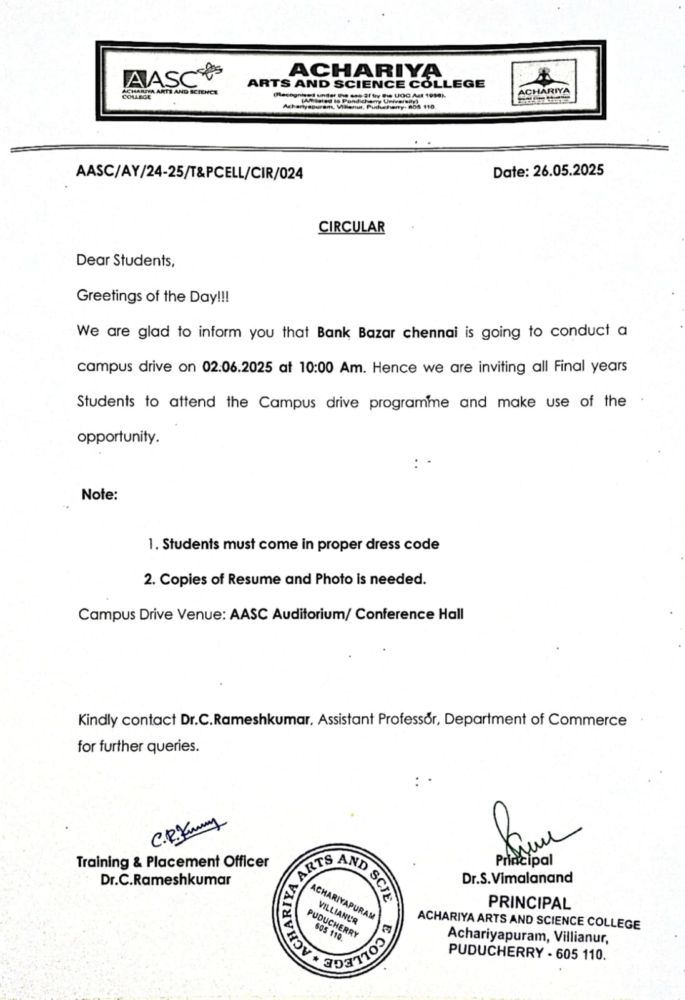 AASC
ACHARIYA ARTS AND SCIENCE
COLLEGE
ACHARIYA
ARTS AND SCIENCE COLLEGE
(Recognised under the sec-2f by the UGC Act 1956).
(Affiliated to Pondicherry University)
Achariyapuram, Villianur, Puducherry- 605 110.
ACHARIYA
World Class Education
AASC/AY/24-25/T&PCELL/CIR/024
Date: 26.05.2025
CIRCULAR
Dear Students,
Greetings of the Day!!!
We are glad to inform you that Bank Bazar chennai is going to conduct a
campus drive on 02.06.2025 at 10:00 Am. Hence we are inviting all Final years
Students to attend the Campus drive programme and make use of the
opportunity.
Note:
1. Students must come in proper dress code
2. Copies of Resume and Photo is needed.
Campus Drive Venue: AASC Auditorium/ Conference Hall
Kindly contact Dr.C.Rameshkumar, Assistant Professor, Department of Commerce
for further queries.
C.R.Kumar
Training & Placement Officer
Dr.C.Rameshkumar
ACHARIYA ARTS AND SCIE E COLLEGE ★
ACHARIYAPURAM
VILLIANUR
PUDUCHERRY
605 110.
Principal
Dr.S.Vimalanand
PRINCIPAL
ACHARIYA ARTS AND SCIENCE COLLEGE
Achariyapuram, Villianur,
PUDUCHERRY - 605 110.